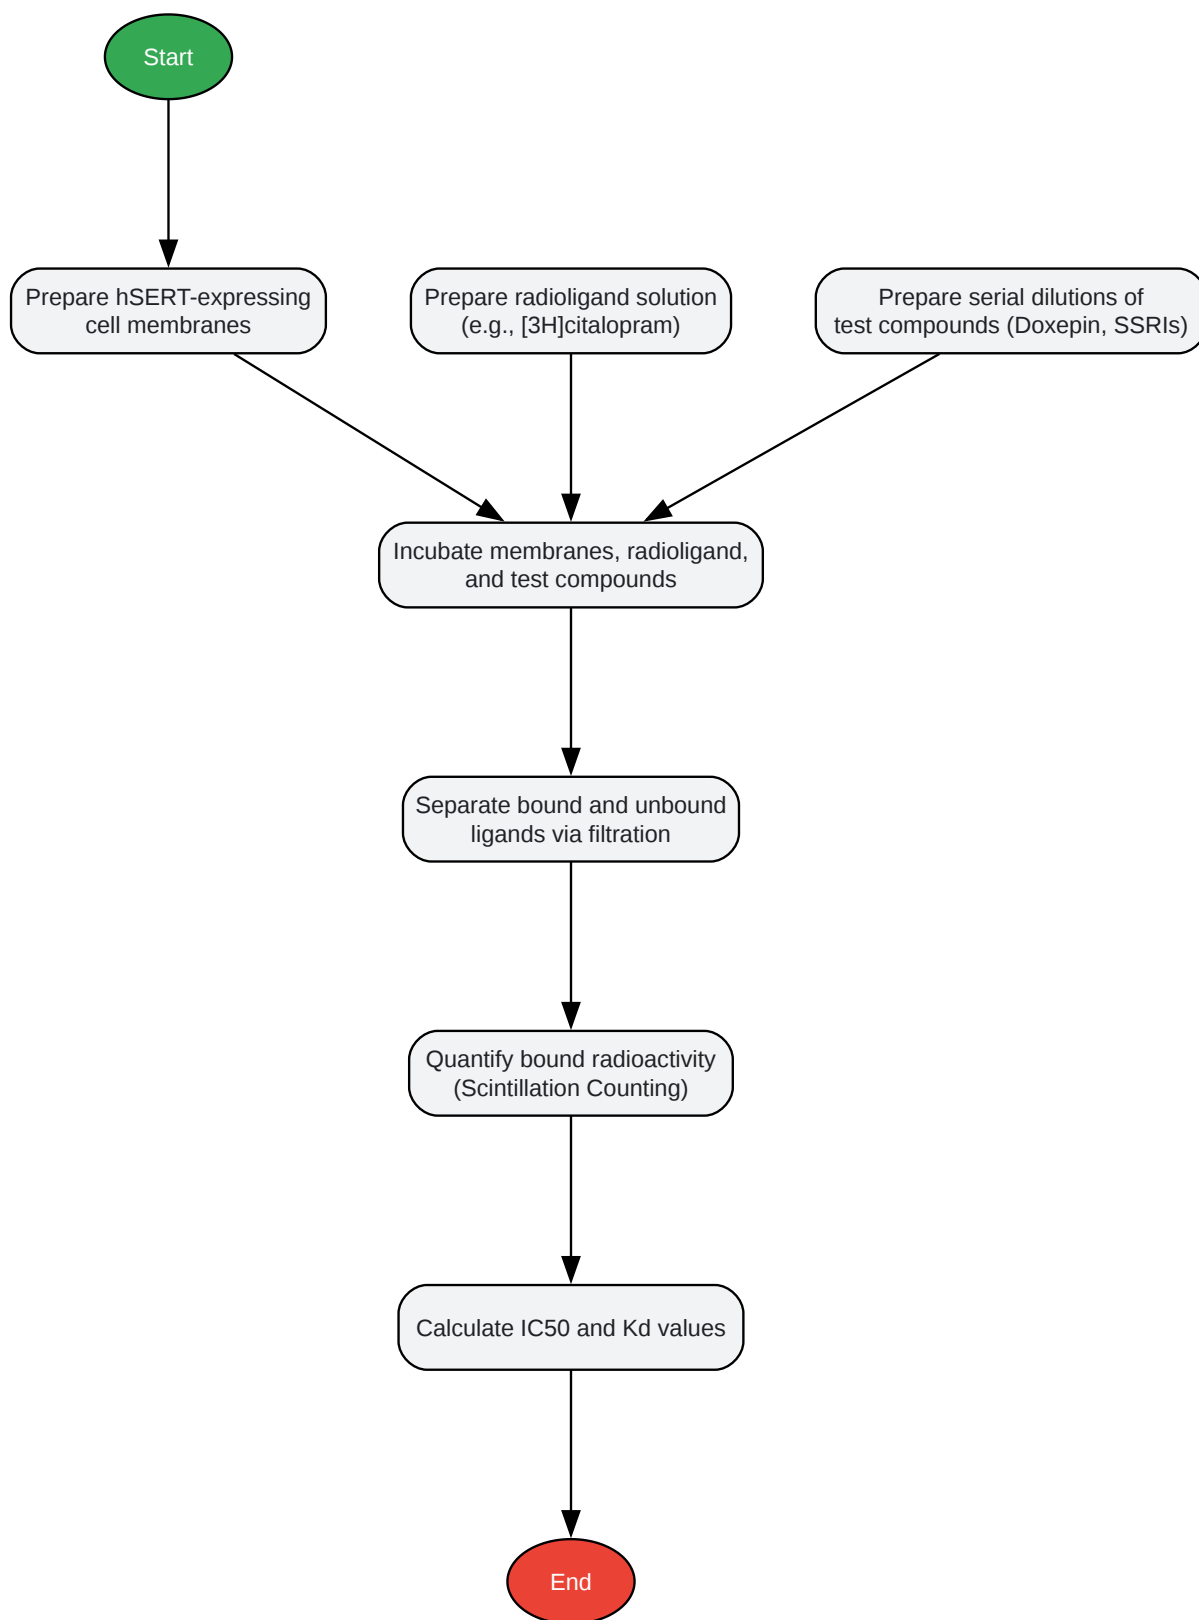 Start
Prepare hSERT-expressing
cell membranes
Prepare radioligand solution
(e.g., [3H]citalopram)
Prepare serial dilutions of
test compounds (Doxepin, SSRIs)
Incubate membranes, radioligand,
and test compounds
Separate bound and unbound
ligands via filtration
Quantify bound radioactivity
(Scintillation Counting)
Calculate IC50 and Kd values
End